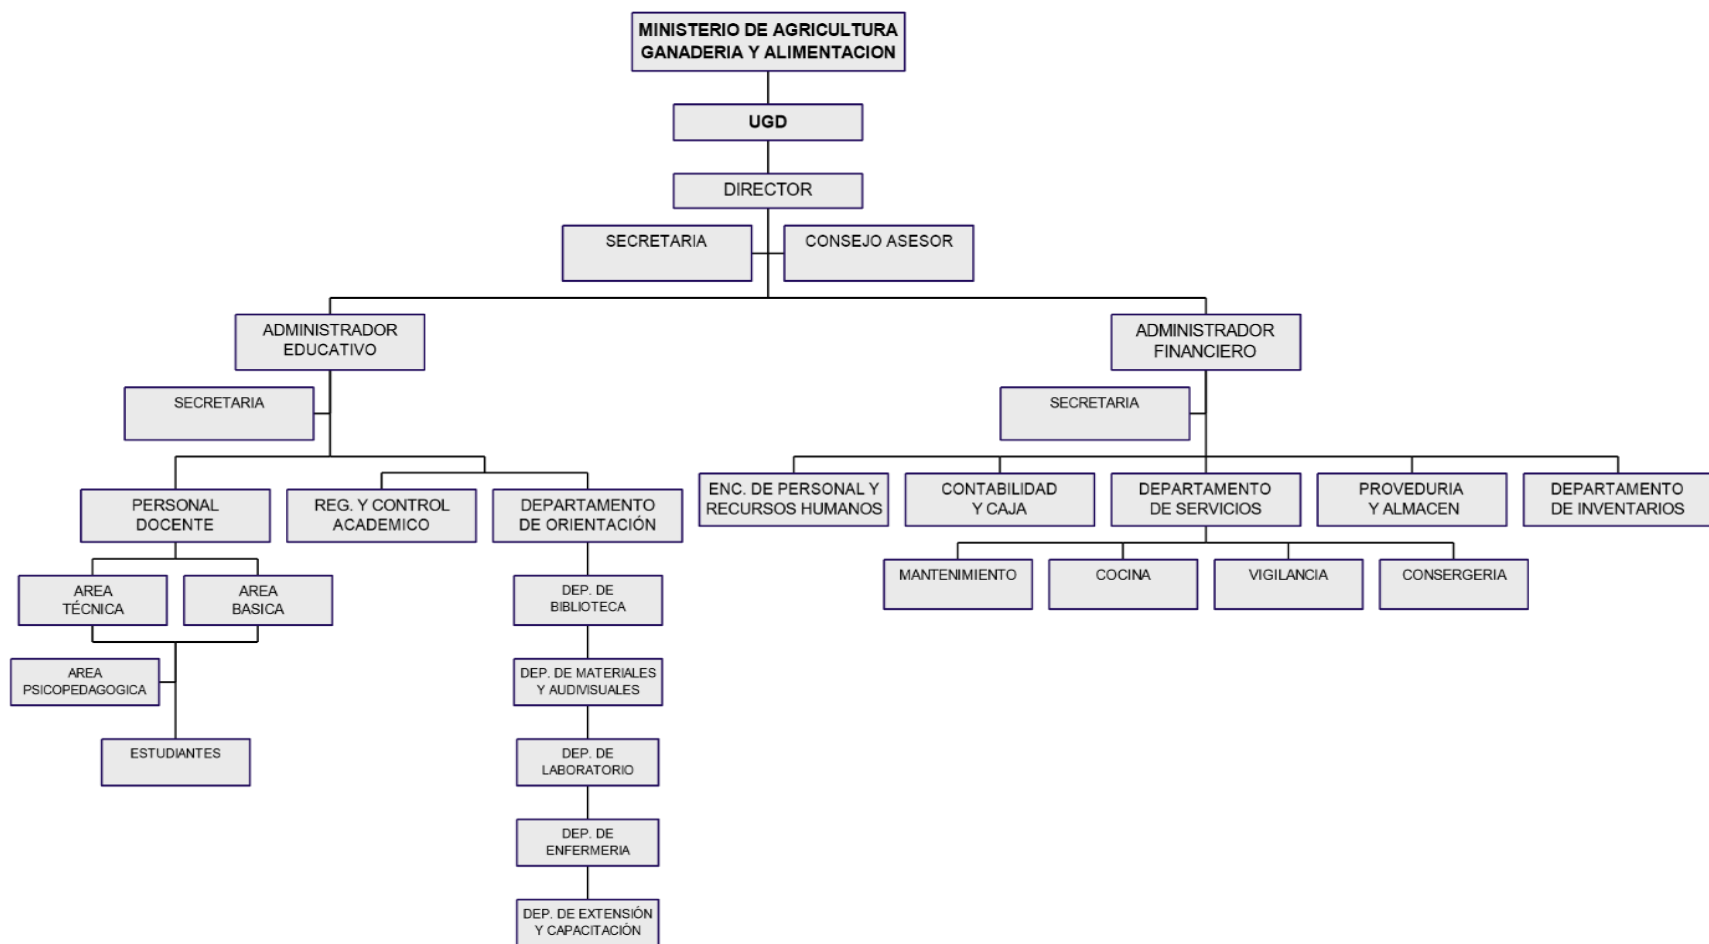 MINISTERIO DE AGRICULTURA
GANADERIA Y ALIMENTACION
UGD
DIRECTOR
SECRETARIA
CONSEJO ASESOR
ADMINISTRADOR
EDUCATIVO
ADMINISTRADOR
FINANCIERO
SECRETARIA
SECRETARIA
PERSONAL
DOCENTE
REG. Y CONTROL
ACADEMICO
DEPARTAMENTO
DE ORIENTACIÓN
ENC. DE PERSONAL Y
RECURSOS HUMANOS
CONTABILIDAD
Y CAJA
DEPARTAMENTO
DE SERVICIOS
PROVEDURIA
Y ALMACEN
DEPARTAMENTO
DE INVENTARIOS
AREA
TÉCNICA
AREA
BASICA
DEP. DE
BIBLIOTECA
MANTENIMIENTO
COCINA
VIGILANCIA
CONSERGERIA
AREA
PSICOPEDAGOGICA
DEP. DE MATERIALES
Y AUDIVISUALES
ESTUDIANTES
DEP. DE
LABORATORIO
DEP. DE
ENFERMERIA
DEP. DE EXTENSIÓN
Y CAPACITACIÓN